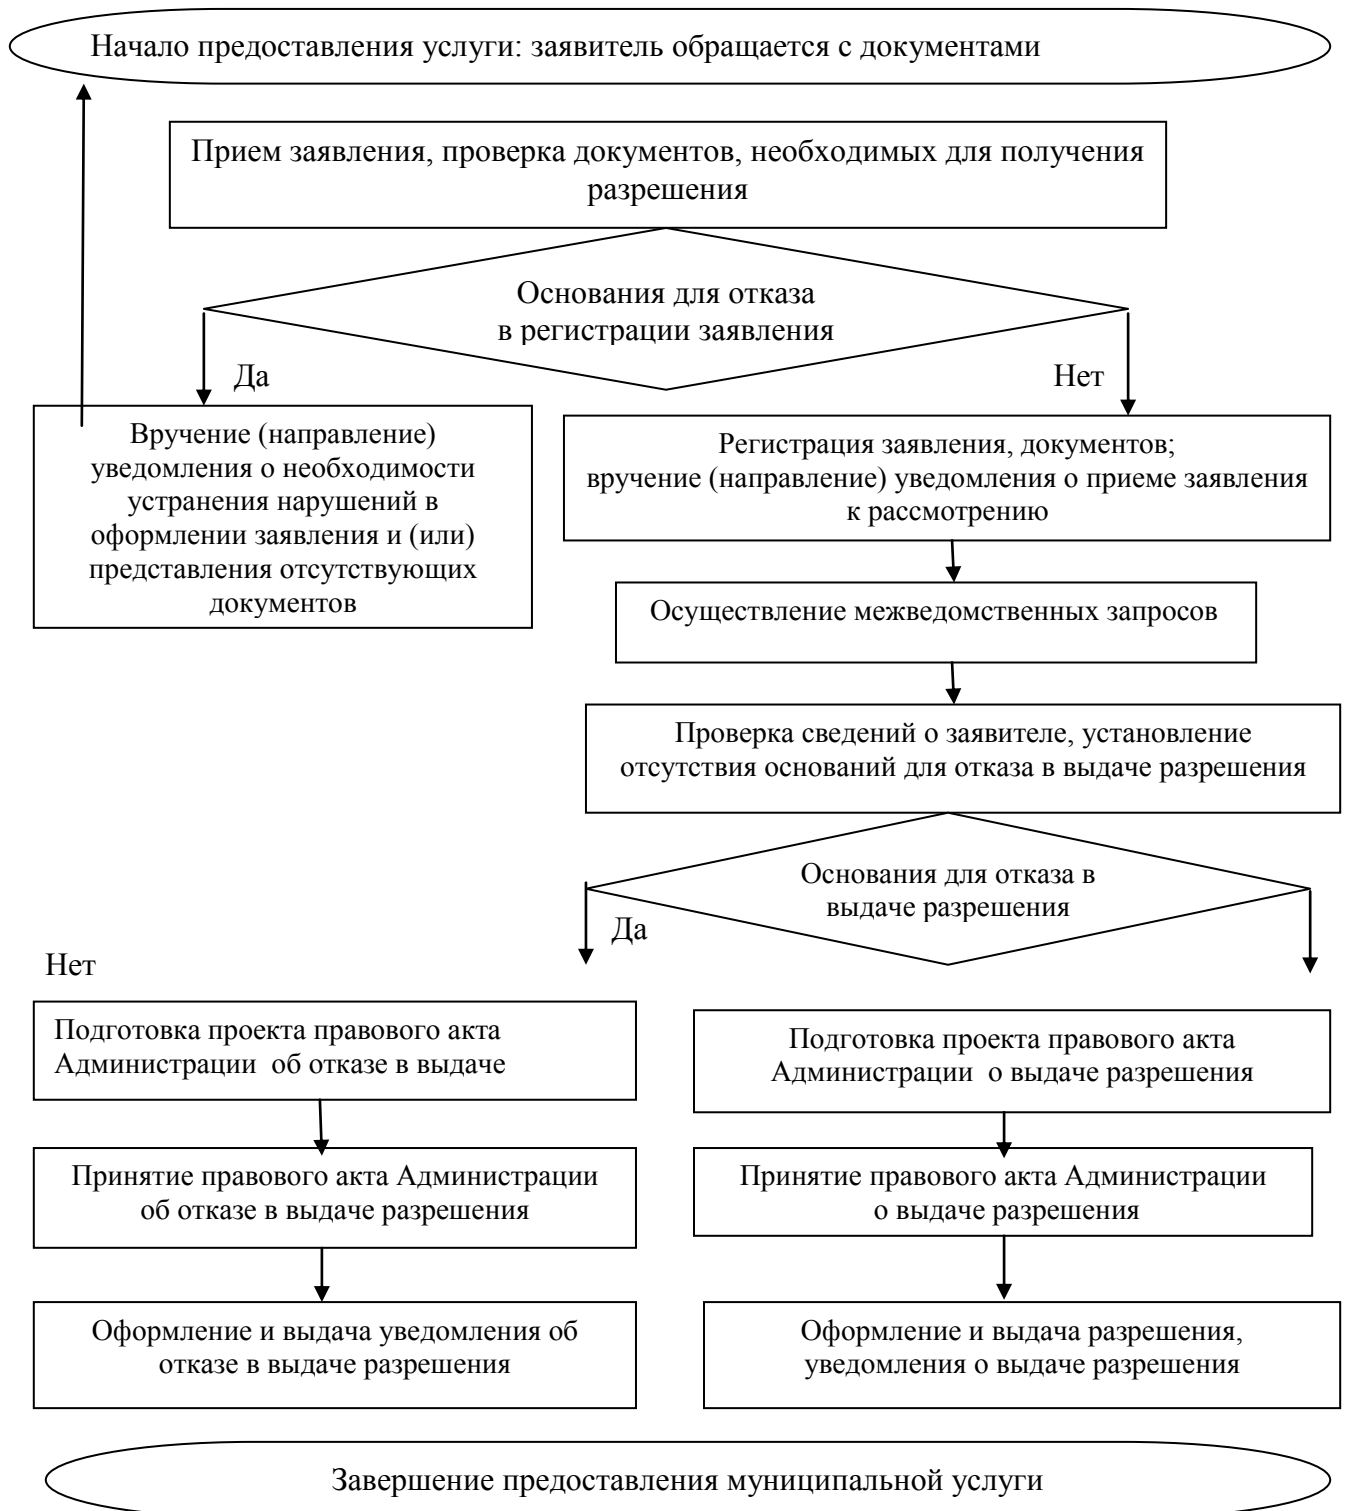 Начало предоставления услуги: заявитель обращается с документами
Прием заявления, проверка документов, необходимых для получения
разрешения
Основания для отказа
в регистрации заявления
Да
Нет
Вручение (направление)
уведомления о необходимости
устранения нарушений в
оформлении заявления и (или)
представления отсутствующих
документов
Регистрация заявления, документов;
вручение (направление) уведомления о приеме заявления
к рассмотрению
Осуществление межведомственных запросов
Проверка сведений о заявителе, установление
отсутствия оснований для отказа в выдаче разрешения
Основания для отказа в
выдаче разрешения
Да
Нет
Подготовка проекта правового акта
Администрации об отказе в выдаче
Подготовка проекта правового акта
Администрации о выдаче разрешения
Принятие правового акта Администрации
об отказе в выдаче разрешения
Принятие правового акта Администрации
о выдаче разрешения
Оформление и выдача уведомления об
отказе в выдаче разрешения
Оформление и выдача разрешения,
уведомления о выдаче разрешения
Завершение предоставления муниципальной услуги